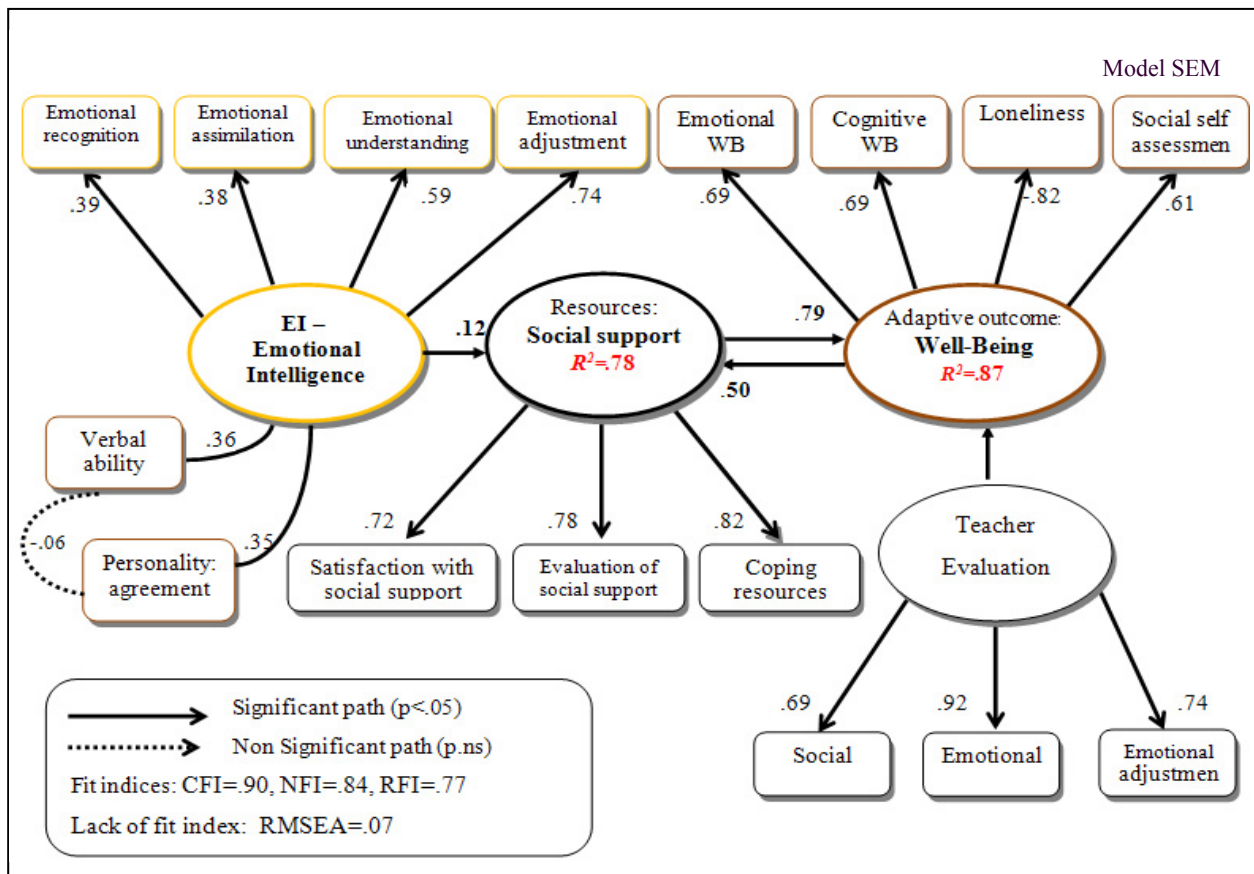 Model SEM
Emotional
recognition
Emotional
assimilation
Emotional
understanding
Emotional
adjustment
Emotional
WB
Cognitive
WB
Loneliness
Social self
assessmen
.39
.38
.59
.74
.69
.69
-.82
.61
EI –
Emotional
Intelligence
.12
Resources:
Social support
R²=.78
.79
.50
Adaptive outcome:
Well-Being
R²=.87
Verbal
ability
.36
-.06
Personality:
agreement
.35
.72
.78
.82
Satisfaction with
social support
Evaluation of
social support
Coping
resources
Teacher
Evaluation
.69
.92
.74
Social
Emotional
Emotional
adjustmen
Significant path (p<.05)
Non Significant path (p.ns)
Fit indices: CFI=.90, NFI=.84, RFI=.77
Lack of fit index: RMSEA=.07